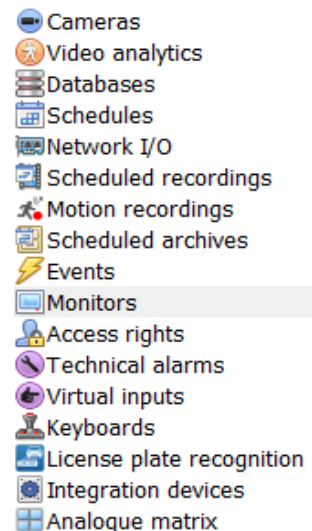 Cameras
Video analytics
Databases
Schedules
Network I/O
Scheduled recordings
Motion recordings
Scheduled archives
Events
Monitors
Access rights
Technical alarms
Virtual inputs
Keyboards
License plate recognition
Integration devices
Analogue matrix